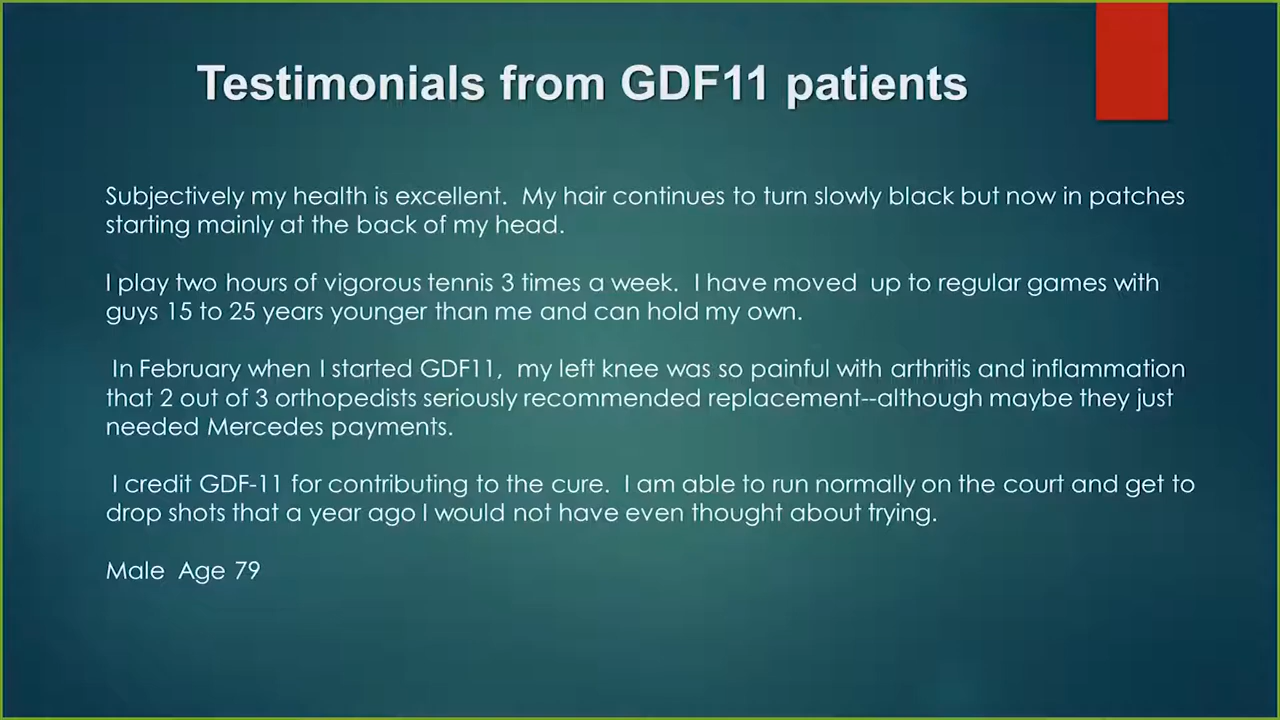 Testimonials from GDF11 patients
Subjectively my health is excellent.  My hair continues to turn slowly black but now in patches
starting mainly at the back of my head.
I play two hours of vigorous tennis 3 times a week.  I have moved  up to regular games with
guys 15 to 25 years younger than me and can hold my own.
In February when I started GDF11,  my left knee was so painful with arthritis and inflammation
that 2 out of 3 orthopedists seriously recommended replacement--although maybe they just
needed Mercedes payments.
I credit GDF-11 for contributing to the cure.  I am able to run normally on the court and get to
drop shots that a year ago I would not have even thought about trying.
Male  Age 79